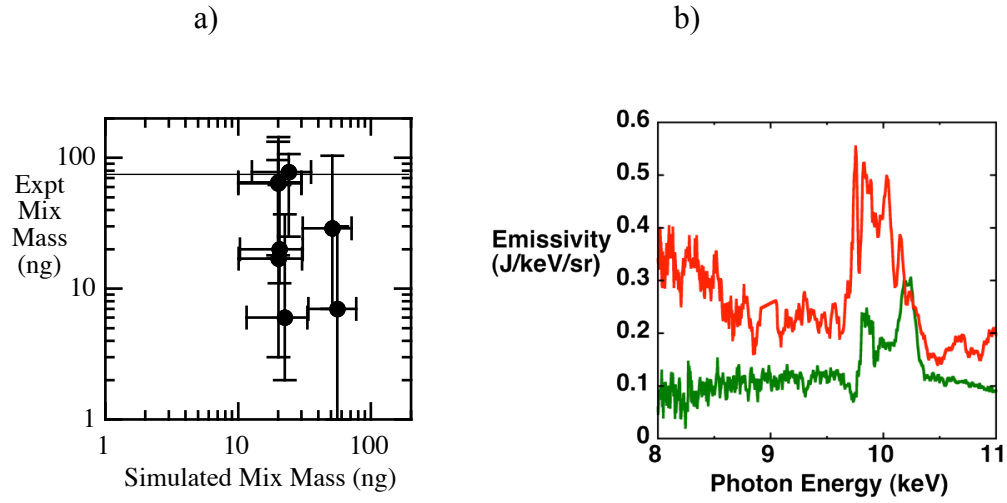 a)
b)
Expt
Mix
Mass
(ng)
100
10
1
1
10
100
Simulated Mix Mass (ng)
Emissivity
(J/keV/sr)
0.6
0.5
0.4
0.3
0.2
0.1
0
8
9
10
11
Photon Energy (keV)